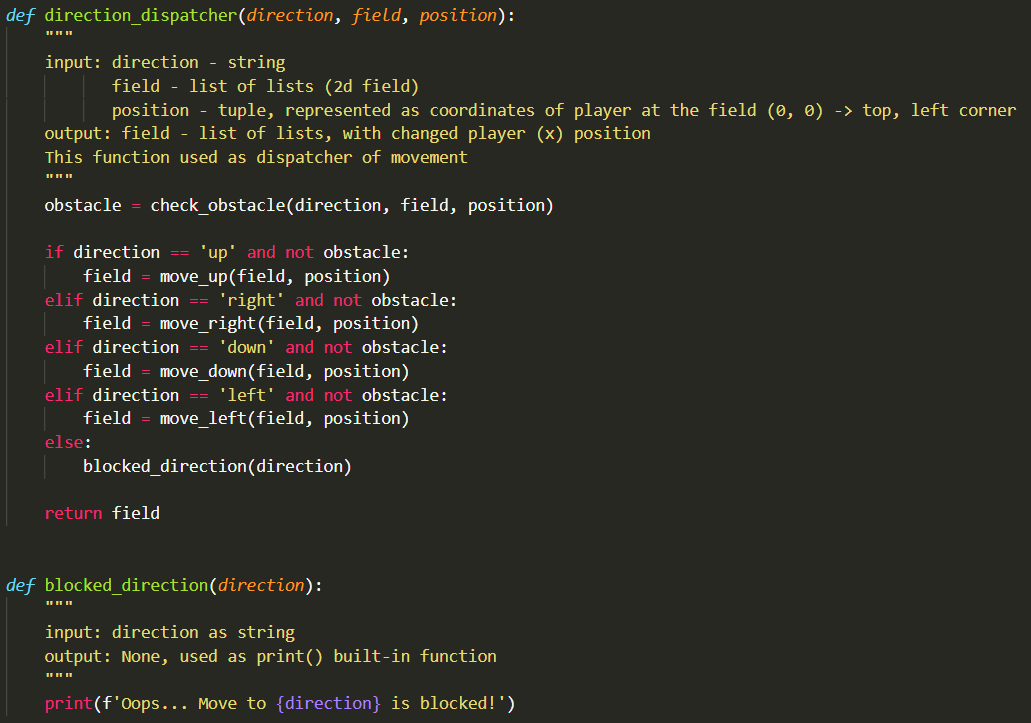 def direction_dispatcher(direction, field, position):
    """
    input: direction - string
           field - list of lists (2d field)
           position - tuple, represented as coordinates of player at the field (0, 0) -> top, left corner
    output: field - list of lists, with changed player (x) position
    This function used as dispatcher of movement
    """
    obstacle = check_obstacle(direction, field, position)

    if direction == 'up' and not obstacle:
        field = move_up(field, position)
    elif direction == 'right' and not obstacle:
        field = move_right(field, position)
    elif direction == 'down' and not obstacle:
        field = move_down(field, position)
    elif direction == 'left' and not obstacle:
        field = move_left(field, position)
    else:
        blocked_direction(direction)

    return field


def blocked_direction(direction):
    """
    input: direction as string
    output: None, used as print() built-in function
    """
    print(f'Oops... Move to {direction} is blocked!')